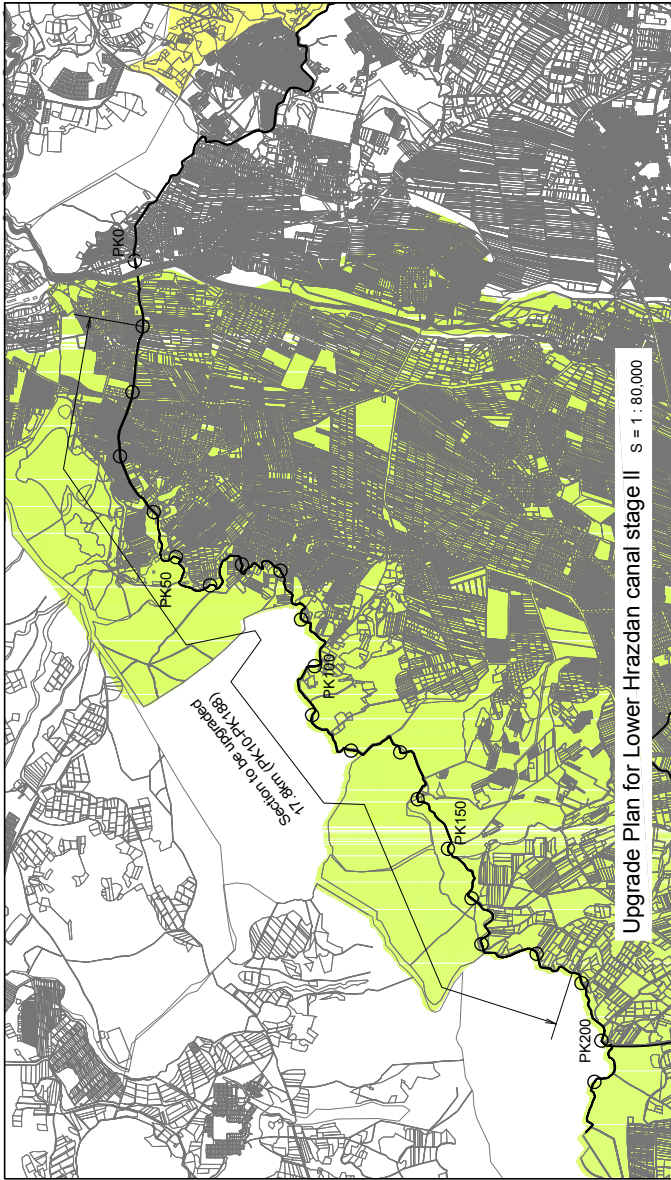 PK0
PK50
Section to be upgraded
17.8km (PK10-PK188)
PK100
PK150
PK200
Upgrade Plan for Lower Hrazdan canal stage II S = 1 : 80,000